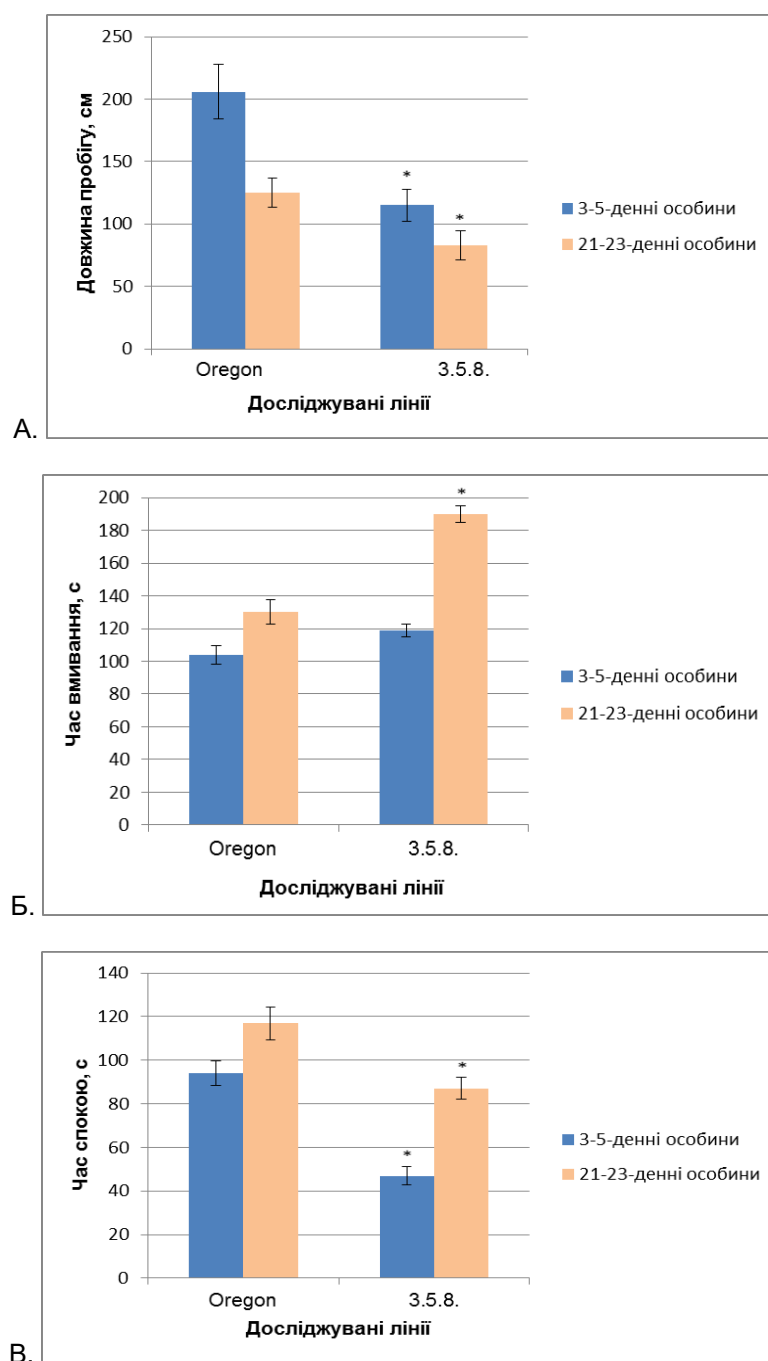 250
200
150
100
50
0
Довжина пробігу, см
*
*
Oregon
3.5.8.
Досліджувані лінії
3-5-денні особини
21-23-денні особини
А.
200
180
160
140
120
100
80
60
40
20
0
Час вмивання, с
*
Oregon
3.5.8.
Досліджувані лінії
3-5-денні особини
21-23-денні особини
Б.
140
120
100
80
60
40
20
0
Час спокою, с
*
*
Oregon
3.5.8.
Досліджувані лінії
3-5-денні особини
21-23-денні особини
В.